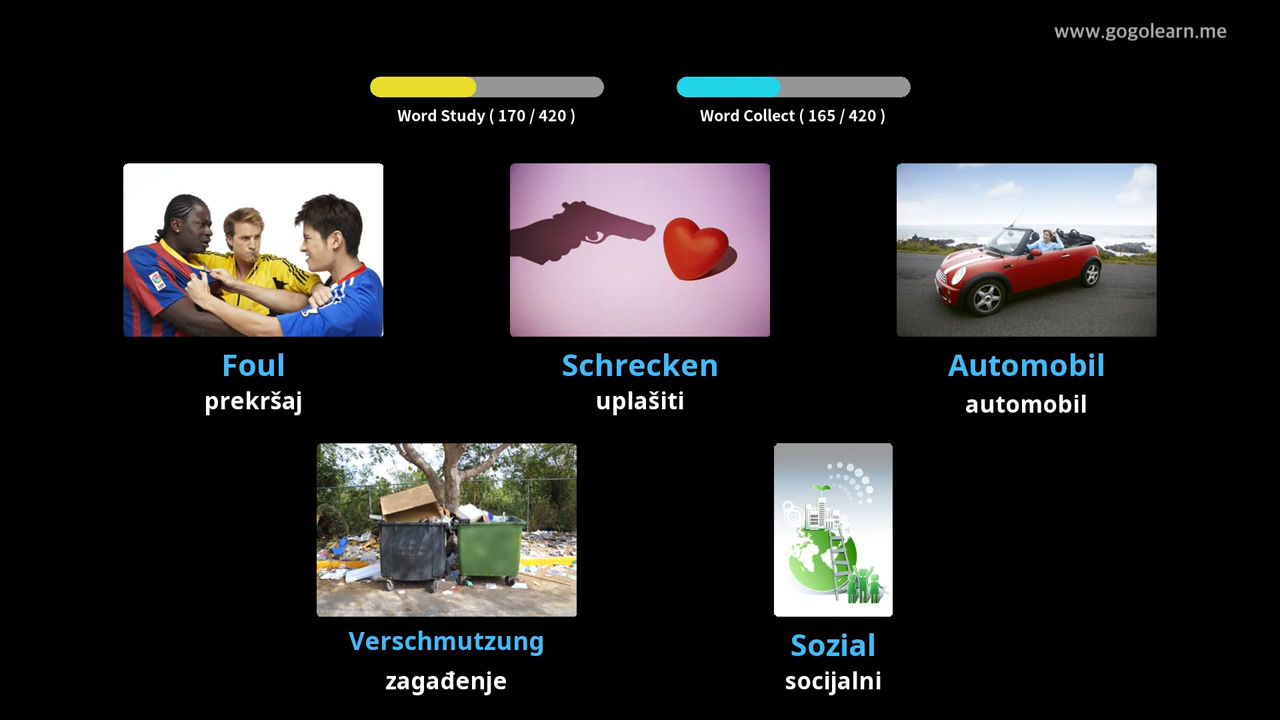 www.gogolearn.me
Word Study ( 170 / 420 )
Word Collect ( 165 / 420 )
Foul
prekršaj
Schrecken
uplašiti
Automobil
automobil
Verschmutzung
zagađenje
Sozial
socijalni